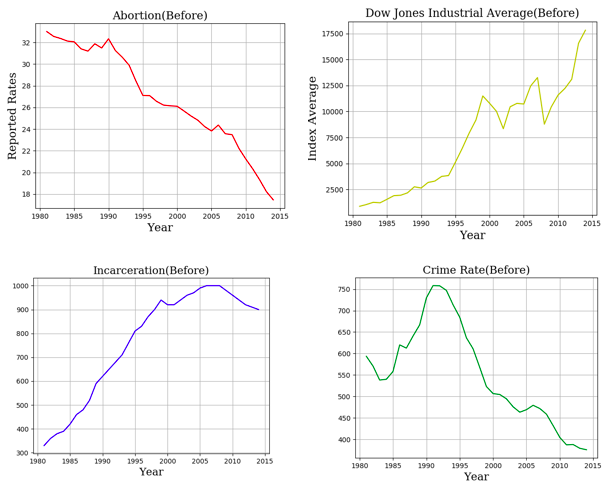 Abortion(Before)
Reported Rates
32
30
28
26
24
22
20
18
1980 1985 1990 1995 2000 2005 2010 2015
Year
Dow Jones Industrial Average(Before)
Index Average
17500
15000
12500
10000
7500
5000
2500
1980 1985 1990 1995 2000 2005 2010 2015
Year
Incarceration(Before)
1000
900
800
700
600
500
400
300
1980 1985 1990 1995 2000 2005 2010 2015
Year
Crime Rate(Before)
750
700
650
600
550
500
450
400
1980 1985 1990 1995 2000 2005 2010 2015
Year